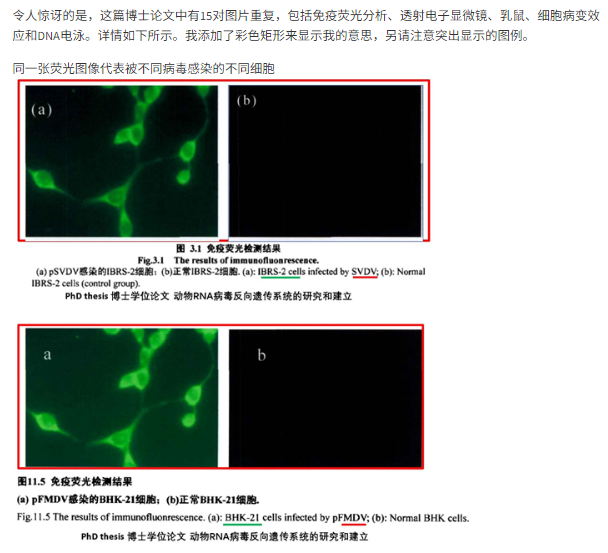 令人惊讶的是，这篇博士论文中有15对图片重复，包括免疫荧光分析、透射电子显微镜、乳鼠、细胞病变效
应和DNA电泳。详情如下所示。我添加了彩色矩形来显示我的意思，另请注意突出显示的图例。
同一张荧光图像代表被不同病毒感染的不同细胞
(a)
(b)
图 3.1 免疫荧光检测结果
Fig.3.1 The results of immunofluonrescence.
(a) pSVDV感染的IBRS-2细胞；(b)正常IBRS-2细胞. (a): IBRS-2 cells infected by SVDV; (b): Normal
IBRS-2 cells (control group).
PhD thesis 博士学位论文 动物RNA病毒反向遗传系统的研究和建立
a
b
图11.5 免疫荧光检测结果
(a) pFMDV感染的BHK-21细胞；(b)正常BHK-21细胞.
Fig.11.5 The results of immunofluonrescence. (a): BHK-21 cells infected by pFMDV; (b): Normal BHK cells.
PhD thesis 博士学位论文 动物RNA病毒反向遗传系统的研究和建立